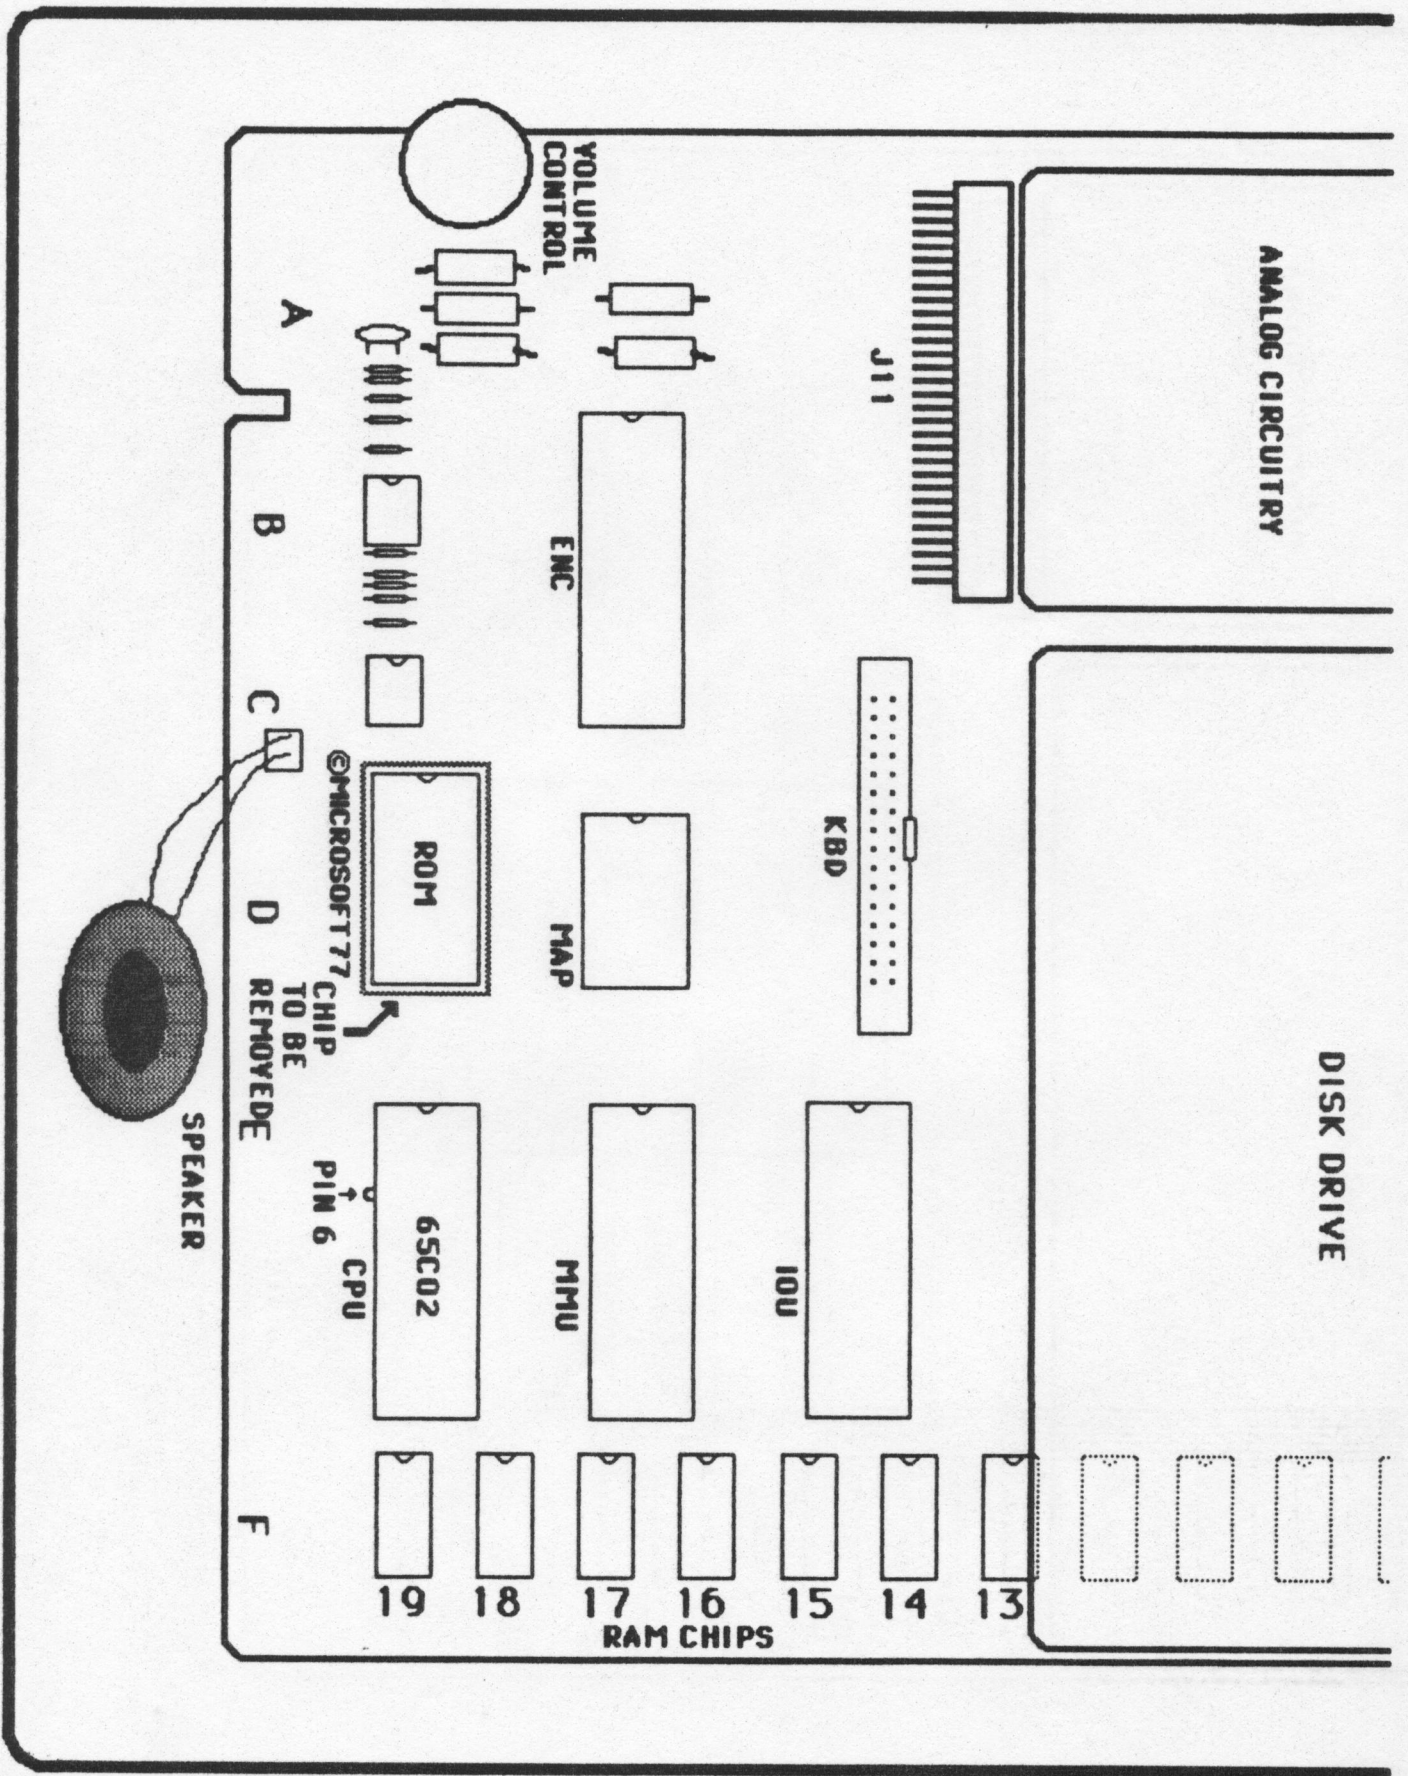 VOLUME
CONTROL
ANALOG CIRCUITRY
A
J11
B
ENC
C
©MICROSOFT77
ROM
KBD
D
MAP
CHIP
TO BE
REMOVED
DISK DRIVE
E
SPEAKER
PIN 6
65C02
CPU
MMU
IOU
F
19 18 17 16 15 14 13
RAM CHIPS